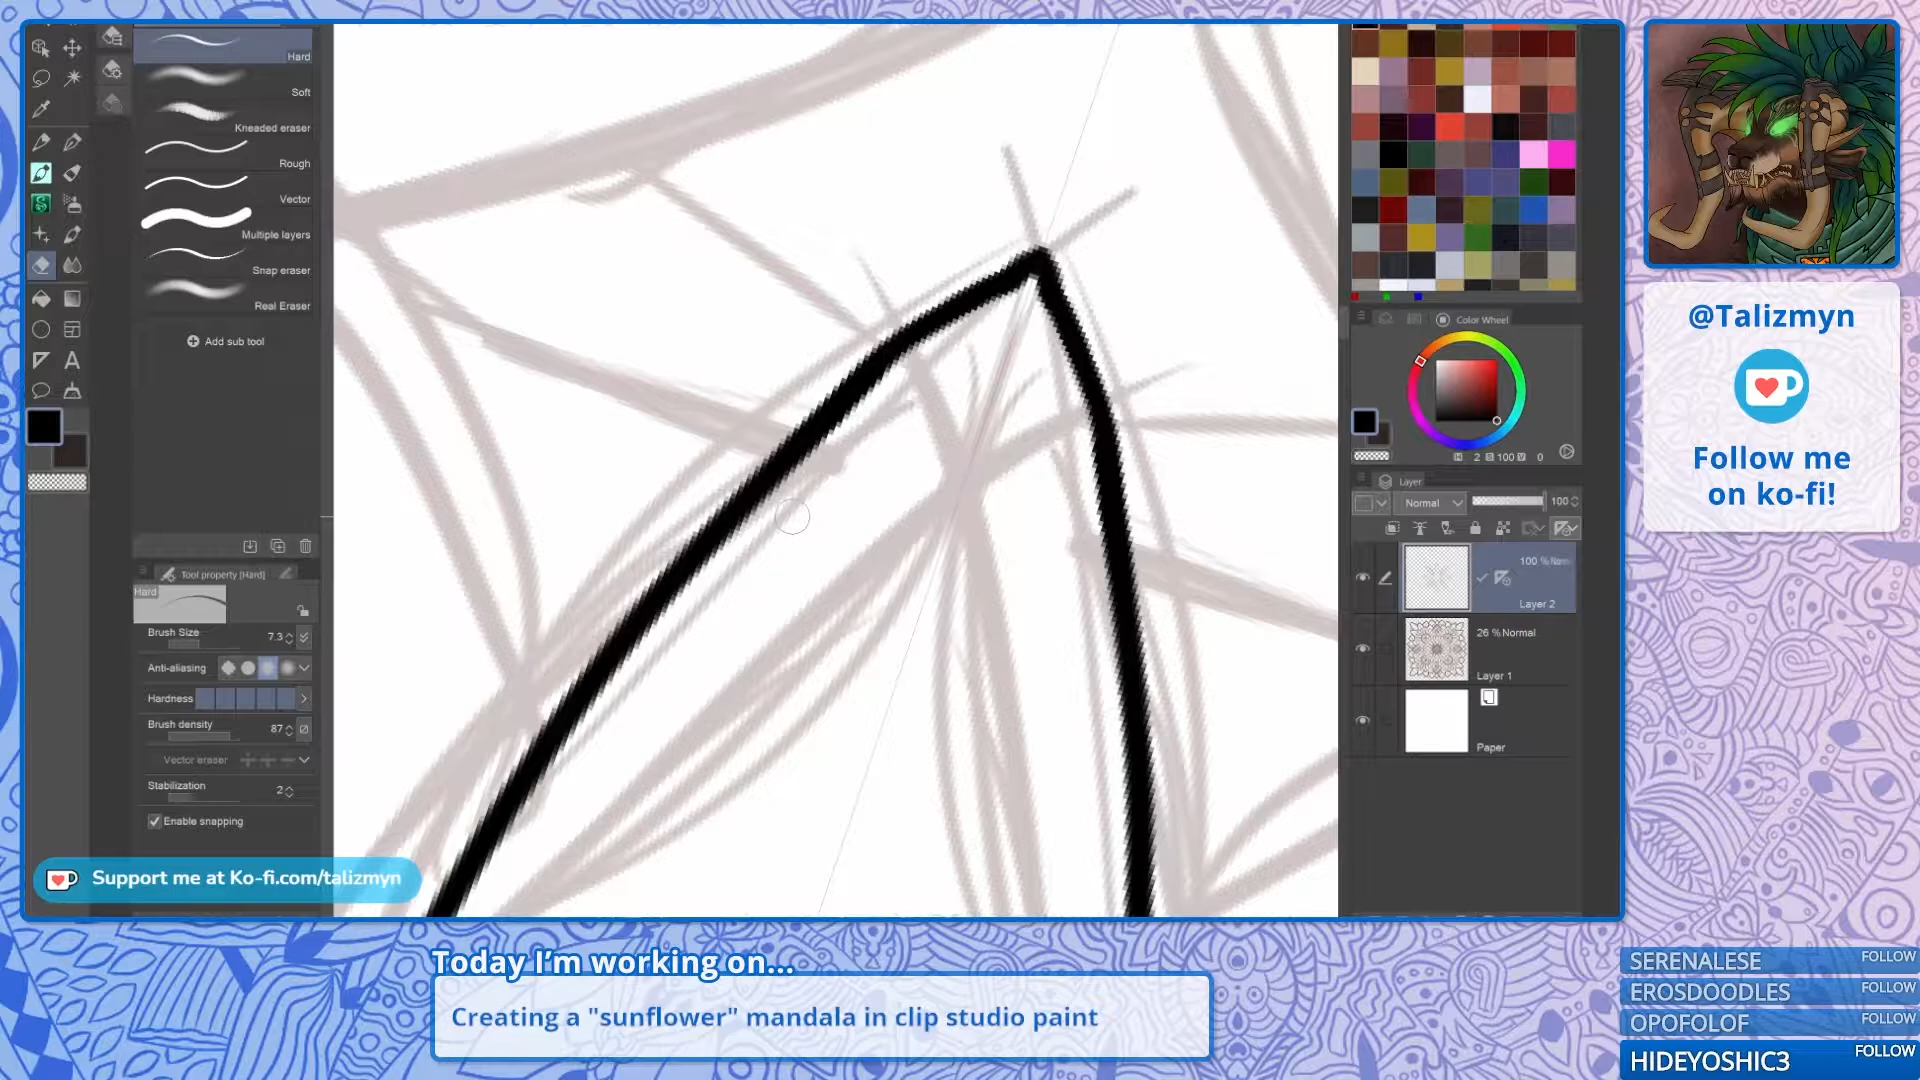 Hard
Soft
Kneaded eraser
Rough
Vector
Multiple layers
Snap eraser
Real Eraser
Add sub tool
Tool property [Hard]
Hard
Brush Size 7.3
Anti-aliasing
Hardness
Brush density 87
Vector eraser
Stabilization 2
Enable snapping
Support me at Ko-fi.com/talizmyn
Color Wheel
2 S 100 V 0
Layer
Normal 100
100 % Norm
Layer 2
26 % Normal
Layer 1
Paper
@Talizmyn
Follow me
on ko-fi!
Today I'm working on...
Creating a "sunflower" mandala in clip studio paint
SERENALESE FOLLOW
EROSDOODLES FOLLOW
OPOFOLOF FOLLOW
HIDEYOSHIC3 FOLLOW